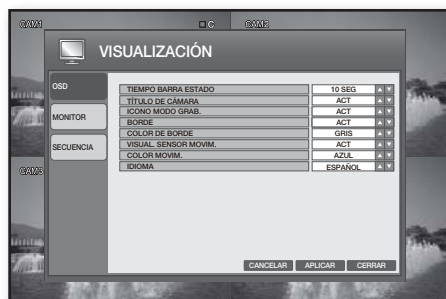 CAM1 C CAM2
VISUALIZACIÓN
OSD
MONITOR
SECUENCIA
TIEMPO BARRA ESTADO 10 SEG
TÍTULO DE CÁMARA ACT
ICONO MODO GRAB. ACT
BORDE ACT
COLOR DE BORDE GRIS
VISUAL. SENSOR MOVIM. ACT
COLOR MOVIM. AZUL
IDIOMA ESPAÑOL
CAM3
CANCELAR APLICAR CERRAR